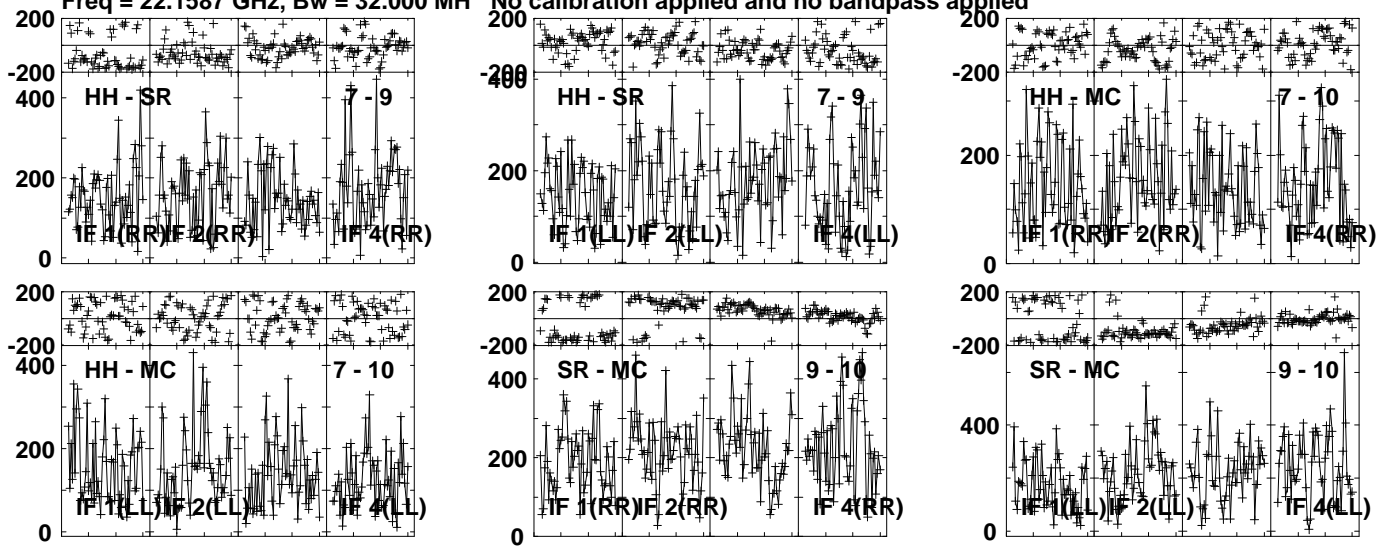 Freq = 22.1587 GHz, Bw = 32.000 MH No calibration applied and no bandpass applied
200 200 200
-200 -200 -200
400 HH - SR 7 - 9 400 HH - SR 7 - 9 HH - MC 7 - 10
200 200 200
IF 1(RR) IF 2(RR) IF 4(RR) IF 1(LL) IF 2(LL) IF 4(LL) IF 1(RR) IF 2(RR) IF 4(RR)
0 0 0
200 200 200
-200 -200 -200
400 HH - MC 7 - 10 400 SR - MC 9 - 10 SR - MC 9 - 10
200 200 400
IF 1(LL) IF 2(LL) IF 4(LL) IF 1(RR) IF 2(RR) IF 4(RR) IF 1(LL) IF 2(LL) IF 4(LL)
0 0 0